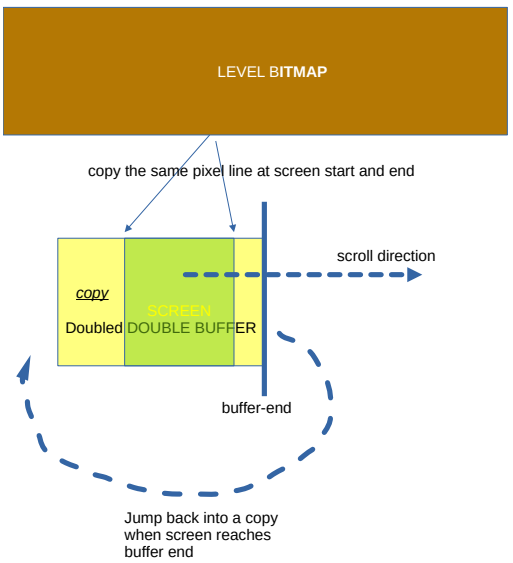 LEVEL BITMAP
copy the same pixel line at screen start and end
scroll direction
copy
SCREEN
Doubled DOUBLE BUFFER
buffer-end
Jump back into a copy
when screen reaches
buffer end